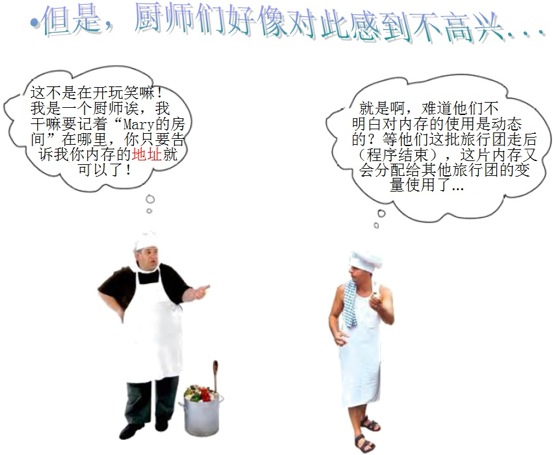 •但是，厨师们好像对此感到不高兴...
这不是在开玩笑嘛！
我是一个厨师诶，我
干嘛要记着“Mary的房
间”在哪里，你只要告
诉我你内存的地址就
可以了！
就是啊，难道他们不
明白对内存的使用是动态
的？等他们这批旅行团走后
（程序结束），这片内存又
会分配给其他旅行团的变
量使用了...